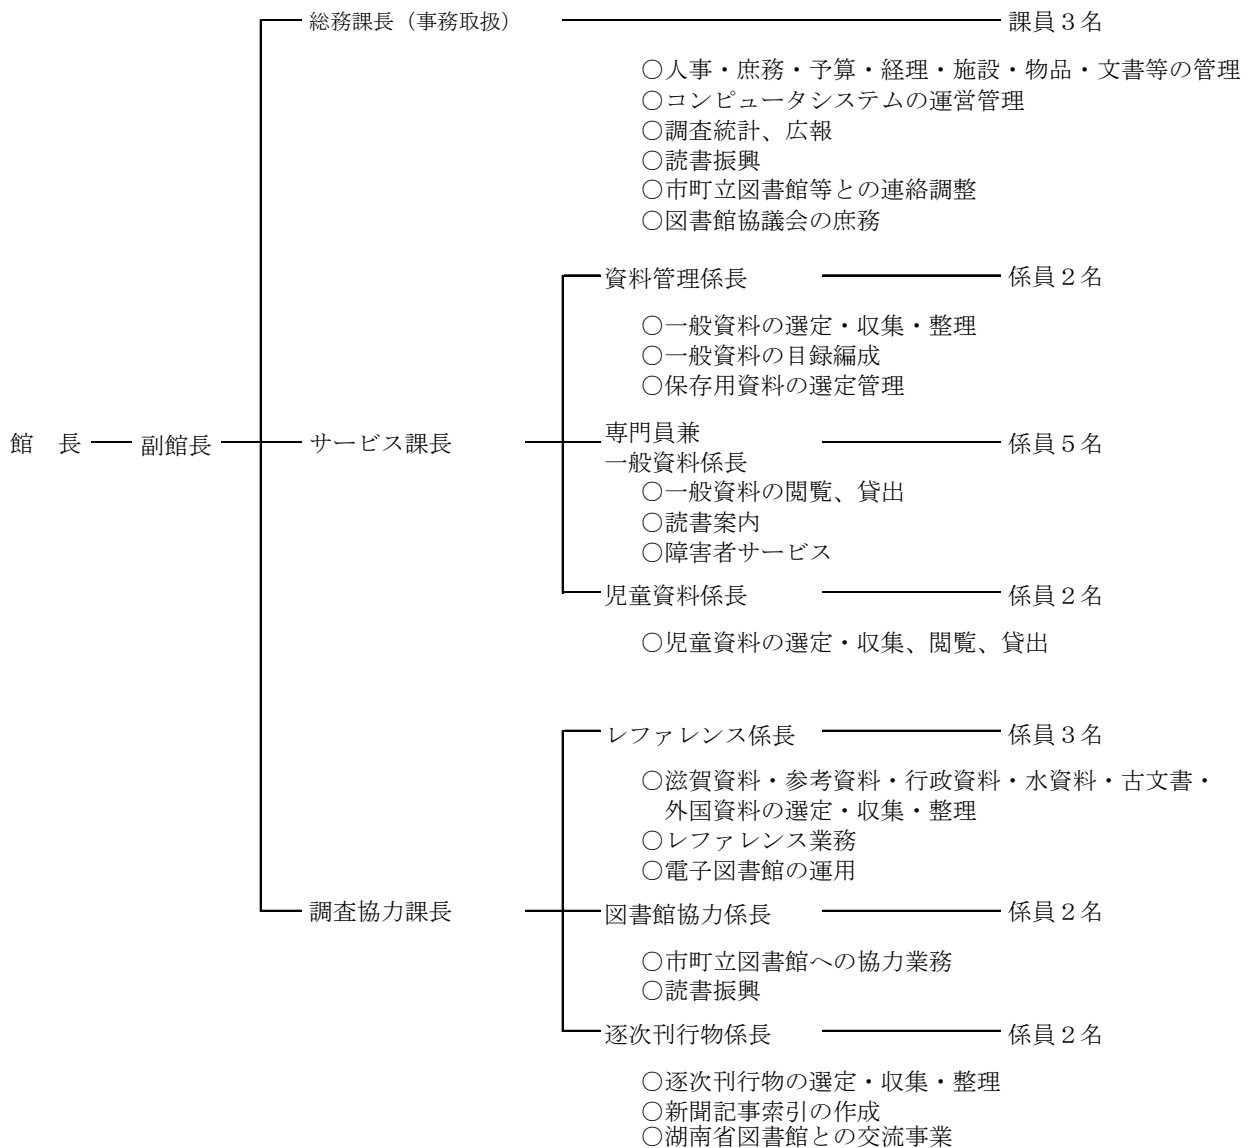 総務課長（事務取扱） 課員３名
○人事・庶務・予算・経理・施設・物品・文書等の管理
○コンピュータシステムの運営管理
○調査統計、広報
○読書振興
○市町立図書館等との連絡調整
○図書館協議会の庶務
資料管理係長 係員２名
○一般資料の選定・収集・整理
○一般資料の目録編成
○保存用資料の選定管理
館　長 副館長 サービス課長 専門員兼 係員５名
一般資料係長
○一般資料の閲覧、貸出
○読書案内
○障害者サービス
児童資料係長 係員２名
○児童資料の選定・収集、閲覧、貸出
レファレンス係長 係員３名
○滋賀資料・参考資料・行政資料・水資料・古文書・
外国資料の選定・収集・整理
○レファレンス業務
○電子図書館の運用
調査協力課長 図書館協力係長 係員２名
○市町立図書館への協力業務
○読書振興
逐次刊行物係長 係員２名
○逐次刊行物の選定・収集・整理
○新聞記事索引の作成
○湖南省図書館との交流事業